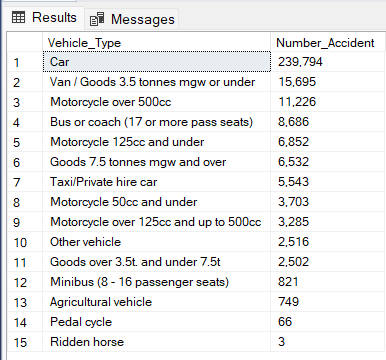 Results Messages
Vehicle_Type Number_Accident
1 Car 239,794
2 Van / Goods 3.5 tonnes mgw or under 15,695
3 Motorcycle over 500cc 11,226
4 Bus or coach (17 or more pass seats) 8,686
5 Motorcycle 125cc and under 6,852
6 Goods 7.5 tonnes mgw and over 6,532
7 Taxi/Private hire car 5,543
8 Motorcycle 50cc and under 3,703
9 Motorcycle over 125cc and up to 500cc 3,285
10 Other vehicle 2,516
11 Goods over 3.5t. and under 7.5t 2,502
12 Minibus (8 - 16 passenger seats) 821
13 Agricultural vehicle 749
14 Pedal cycle 66
15 Ridden horse 3